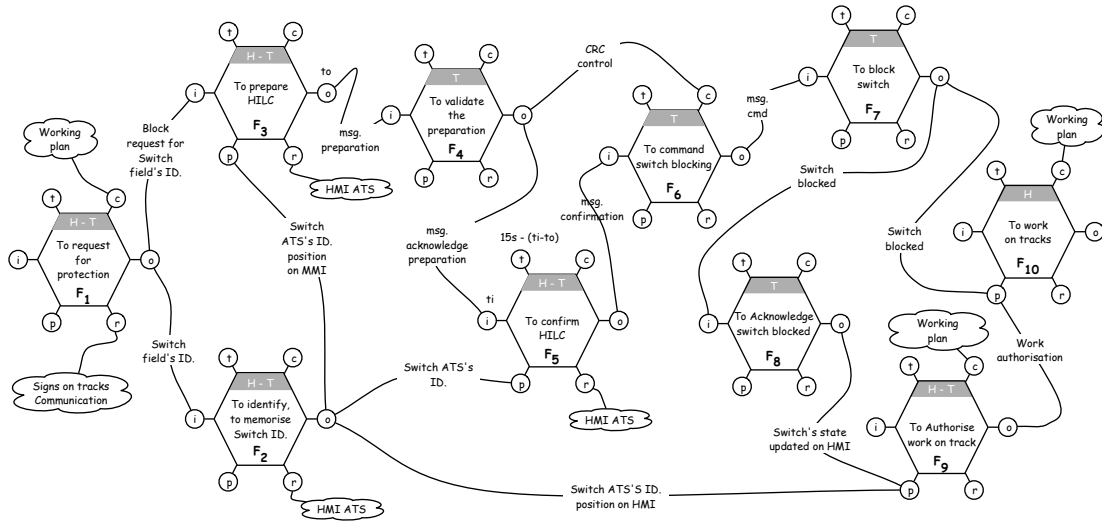 t
c
H - T
To prepare
HILC
F3
i
o
p
r
to
msg.
preparation
HMI ATS
t
c
T
To validate
the
preparation
F4
i
o
p
r
CRC
control
t
c
T
To command
switch blocking
F6
i
o
p
r
msg.
cmd
t
c
T
To block
switch
F7
i
o
p
r
Working
plan
Block
request for
Switch
field's ID.
t
c
H - T
To request
for
protection
F1
i
o
p
r
Signs on tracks
Communication
Switch
field's ID.
Switch
ATS's ID.
position
on MMI
msg.
acknowledge
preparation
msg.
confirmation
15s - (ti-to)
ti
t
c
H - T
To confirm
HILC
F5
i
o
p
r
HMI ATS
Switch
blocked
Switch
blocked
t
c
T
To Acknowledge
switch blocked
F8
i
o
p
r
Working
plan
t
c
H
To work
on tracks
F10
i
o
p
r
Work
authorisation
t
c
H - T
To identify,
to memorise
Switch ID.
F2
i
o
p
r
HMI ATS
Switch ATS's
ID.
Switch's state
updated on HMI
Switch ATS'S ID.
position on HMI
Working
plan
t
c
H - T
To Authorise
work on track
F9
i
o
p
r